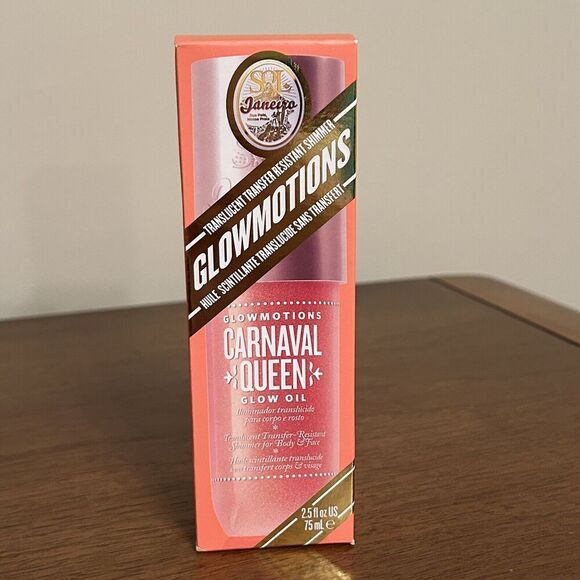 SOL
de
Janeiro
TRANSLUCENT TRANSFER RESISTANT SHIMMER
GLOWMOTIONS
HUILE SCINTILLANTE TRANSLUCIDE SANS TRANSFERT
GLOWMOTIONS
CARNAVAL
QUEEN
GLOW OIL
Iluminador translúcido
para corpo e rosto
Translucent Transfer-Resistant
Shimmer for Body & Face
Huile scintillante translucide
sans transfert corps & visage
2.5 fl oz US
75 mL ℮